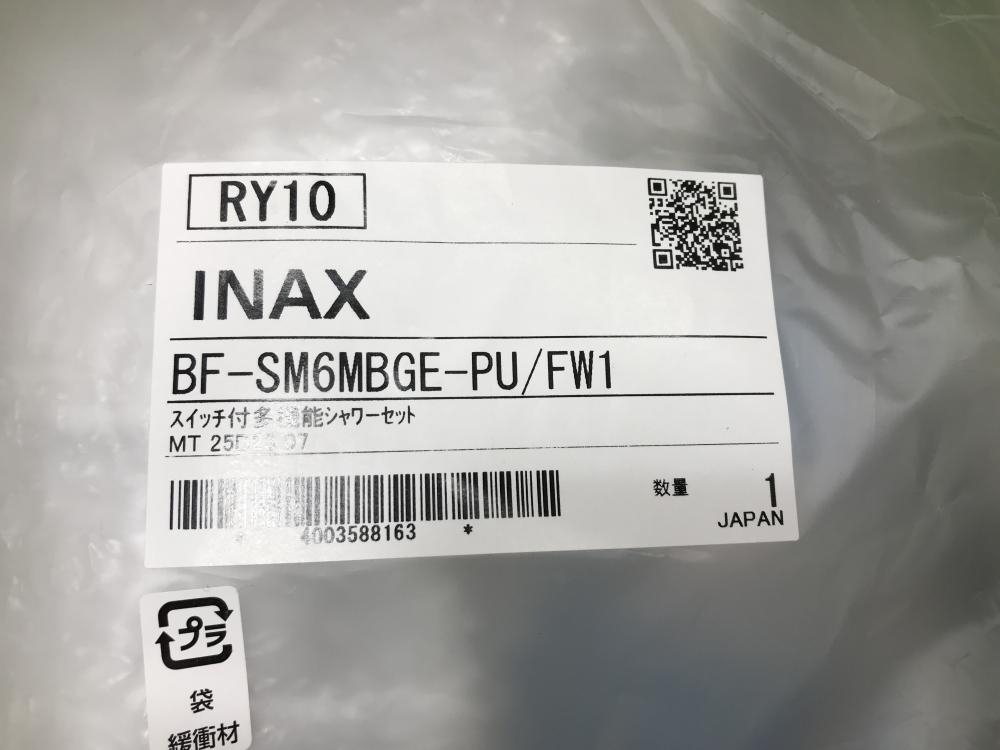 RY10
INAX
BF-SM6MBGE-PU/FW1
スイッチ付多機能シャワーセット
MT
数量 1
JAPAN
* 4003588163 *
プラ
袋
緩衝材